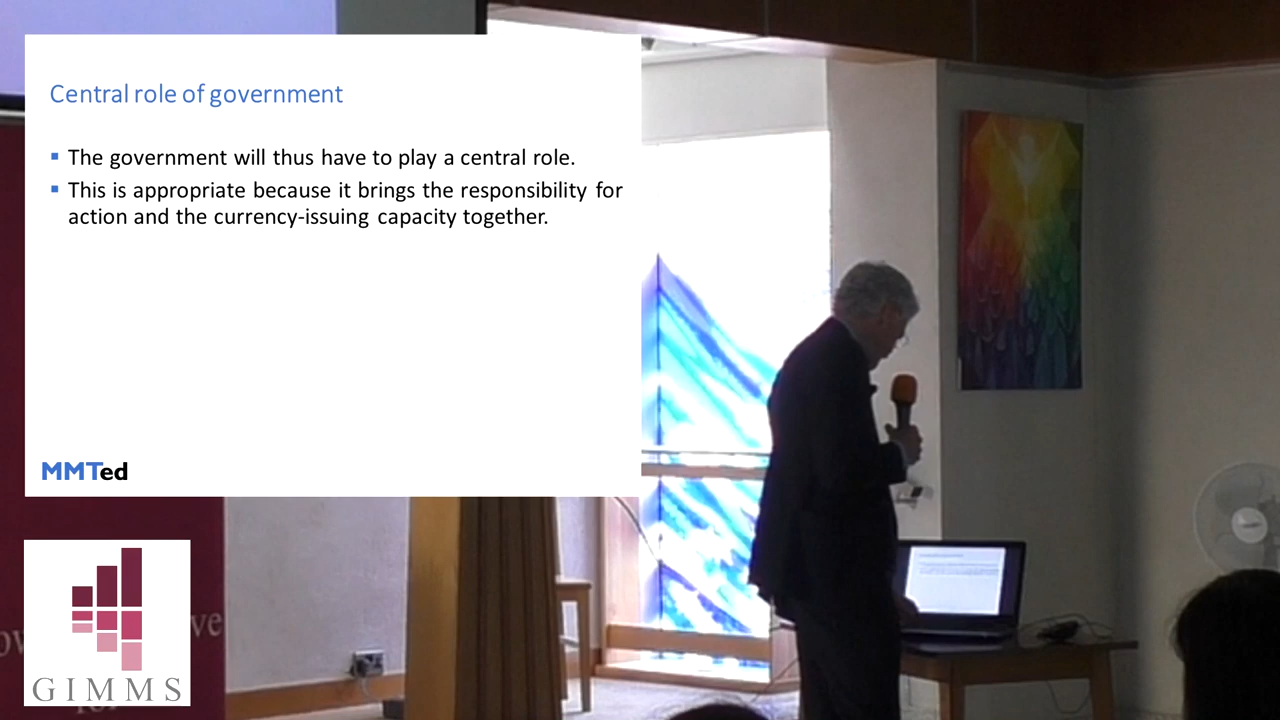 Central role of government
The government will thus have to play a central role.
This is appropriate because it brings the responsibility for
action and the currency-issuing capacity together.
MMTed
GIMMS